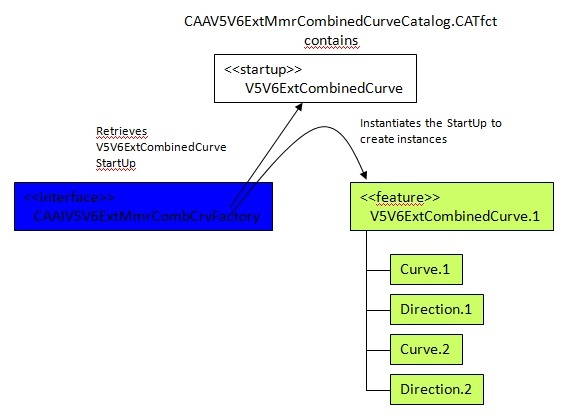 CAAV5V6ExtMmrCombinedCurveCatalog.CATfct
contains
<<startup>>
V5V6ExtCombinedCurve
Retrieves
V5V6ExtCombinedCurve
StartUp
Instantiates the StartUp to
create instances
<<Interface>>
CAAIV5V6ExtMmrCombCrvFactory
<<feature>>
V5V6ExtCombinedCurve.1
Curve.1
Direction.1
Curve.2
Direction.2